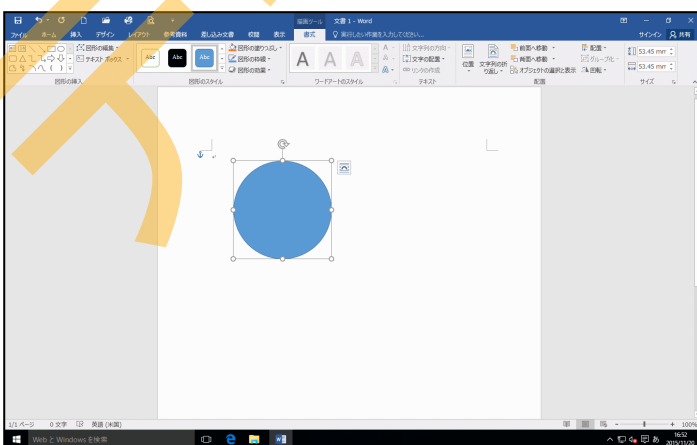 描画ツール 文書 1 - Word
ファイル ホーム 挿入 デザイン レイアウト 参考資料 差し込み文書 校閲 表示 書式 実行したい作業を入力してください... サインイン 共有
図形の編集 図形の塗りつぶし 文字列の方向 前面へ移動 配置 53.45 mm
テキスト ボックス Abc Abc Abc 図形の枠線 A A A 文字の配置 位置 文字列の折り返し 背面へ移動 グループ化 53.45 mm
図形の効果 リンクの作成 オブジェクトの選択と表示 回転
図形の挿入 図形のスタイル ワードアートのスタイル テキスト 配置 サイズ
1/1 ページ 0 文字 英語 (米国) 100%
Web と Windows を検索 あ 16:52
2015/11/20